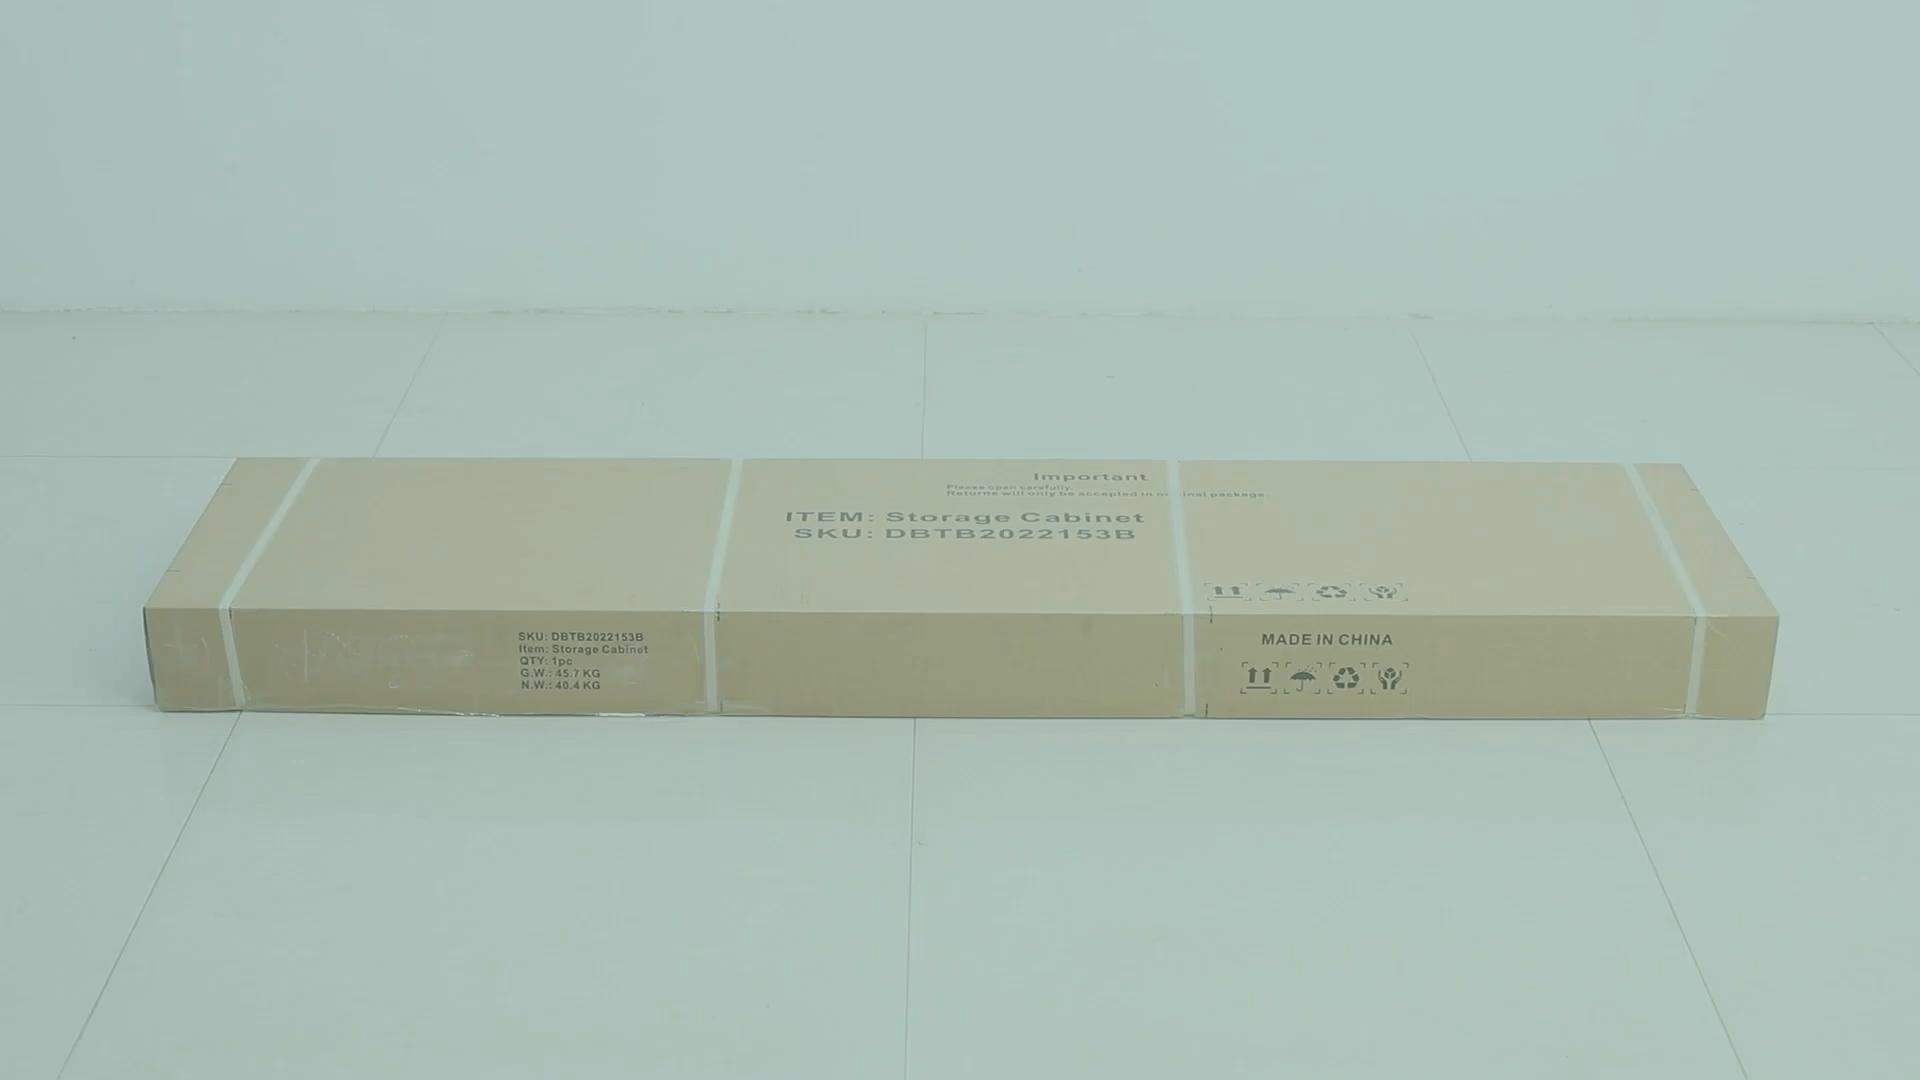 Important
Please open carefully.
Returns will only be accepted in original package.
ITEM: Storage Cabinet
SKU: DBTB2022153B
SKU: DBTB2022153B
Item: Storage Cabinet
QTY: 1pc
G.W.: 45.7 KG
N.W.: 40.4 KG
MADE IN CHINA